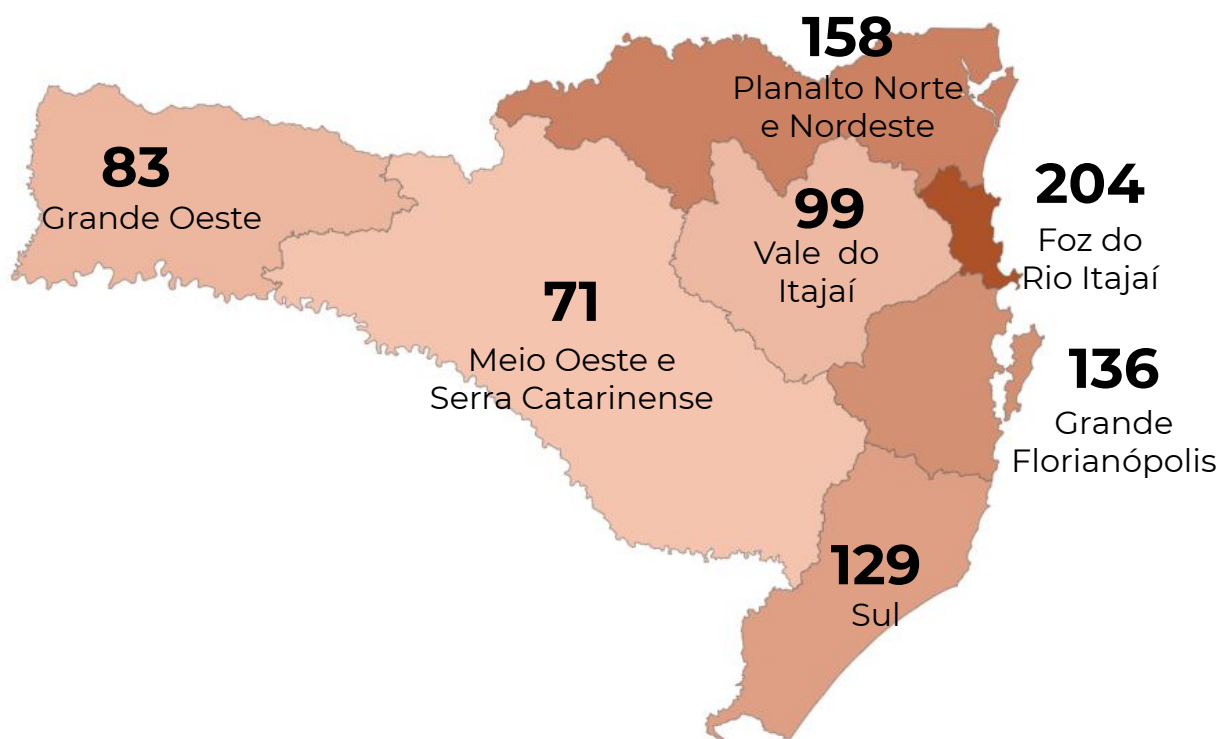 158
Planalto Norte
e Nordeste
83
Grande Oeste
204
Foz do
Rio Itajaí
99
Vale do
Itajaí
71
Meio Oeste e
Serra Catarinense
136
Grande
Florianópolis
129
Sul